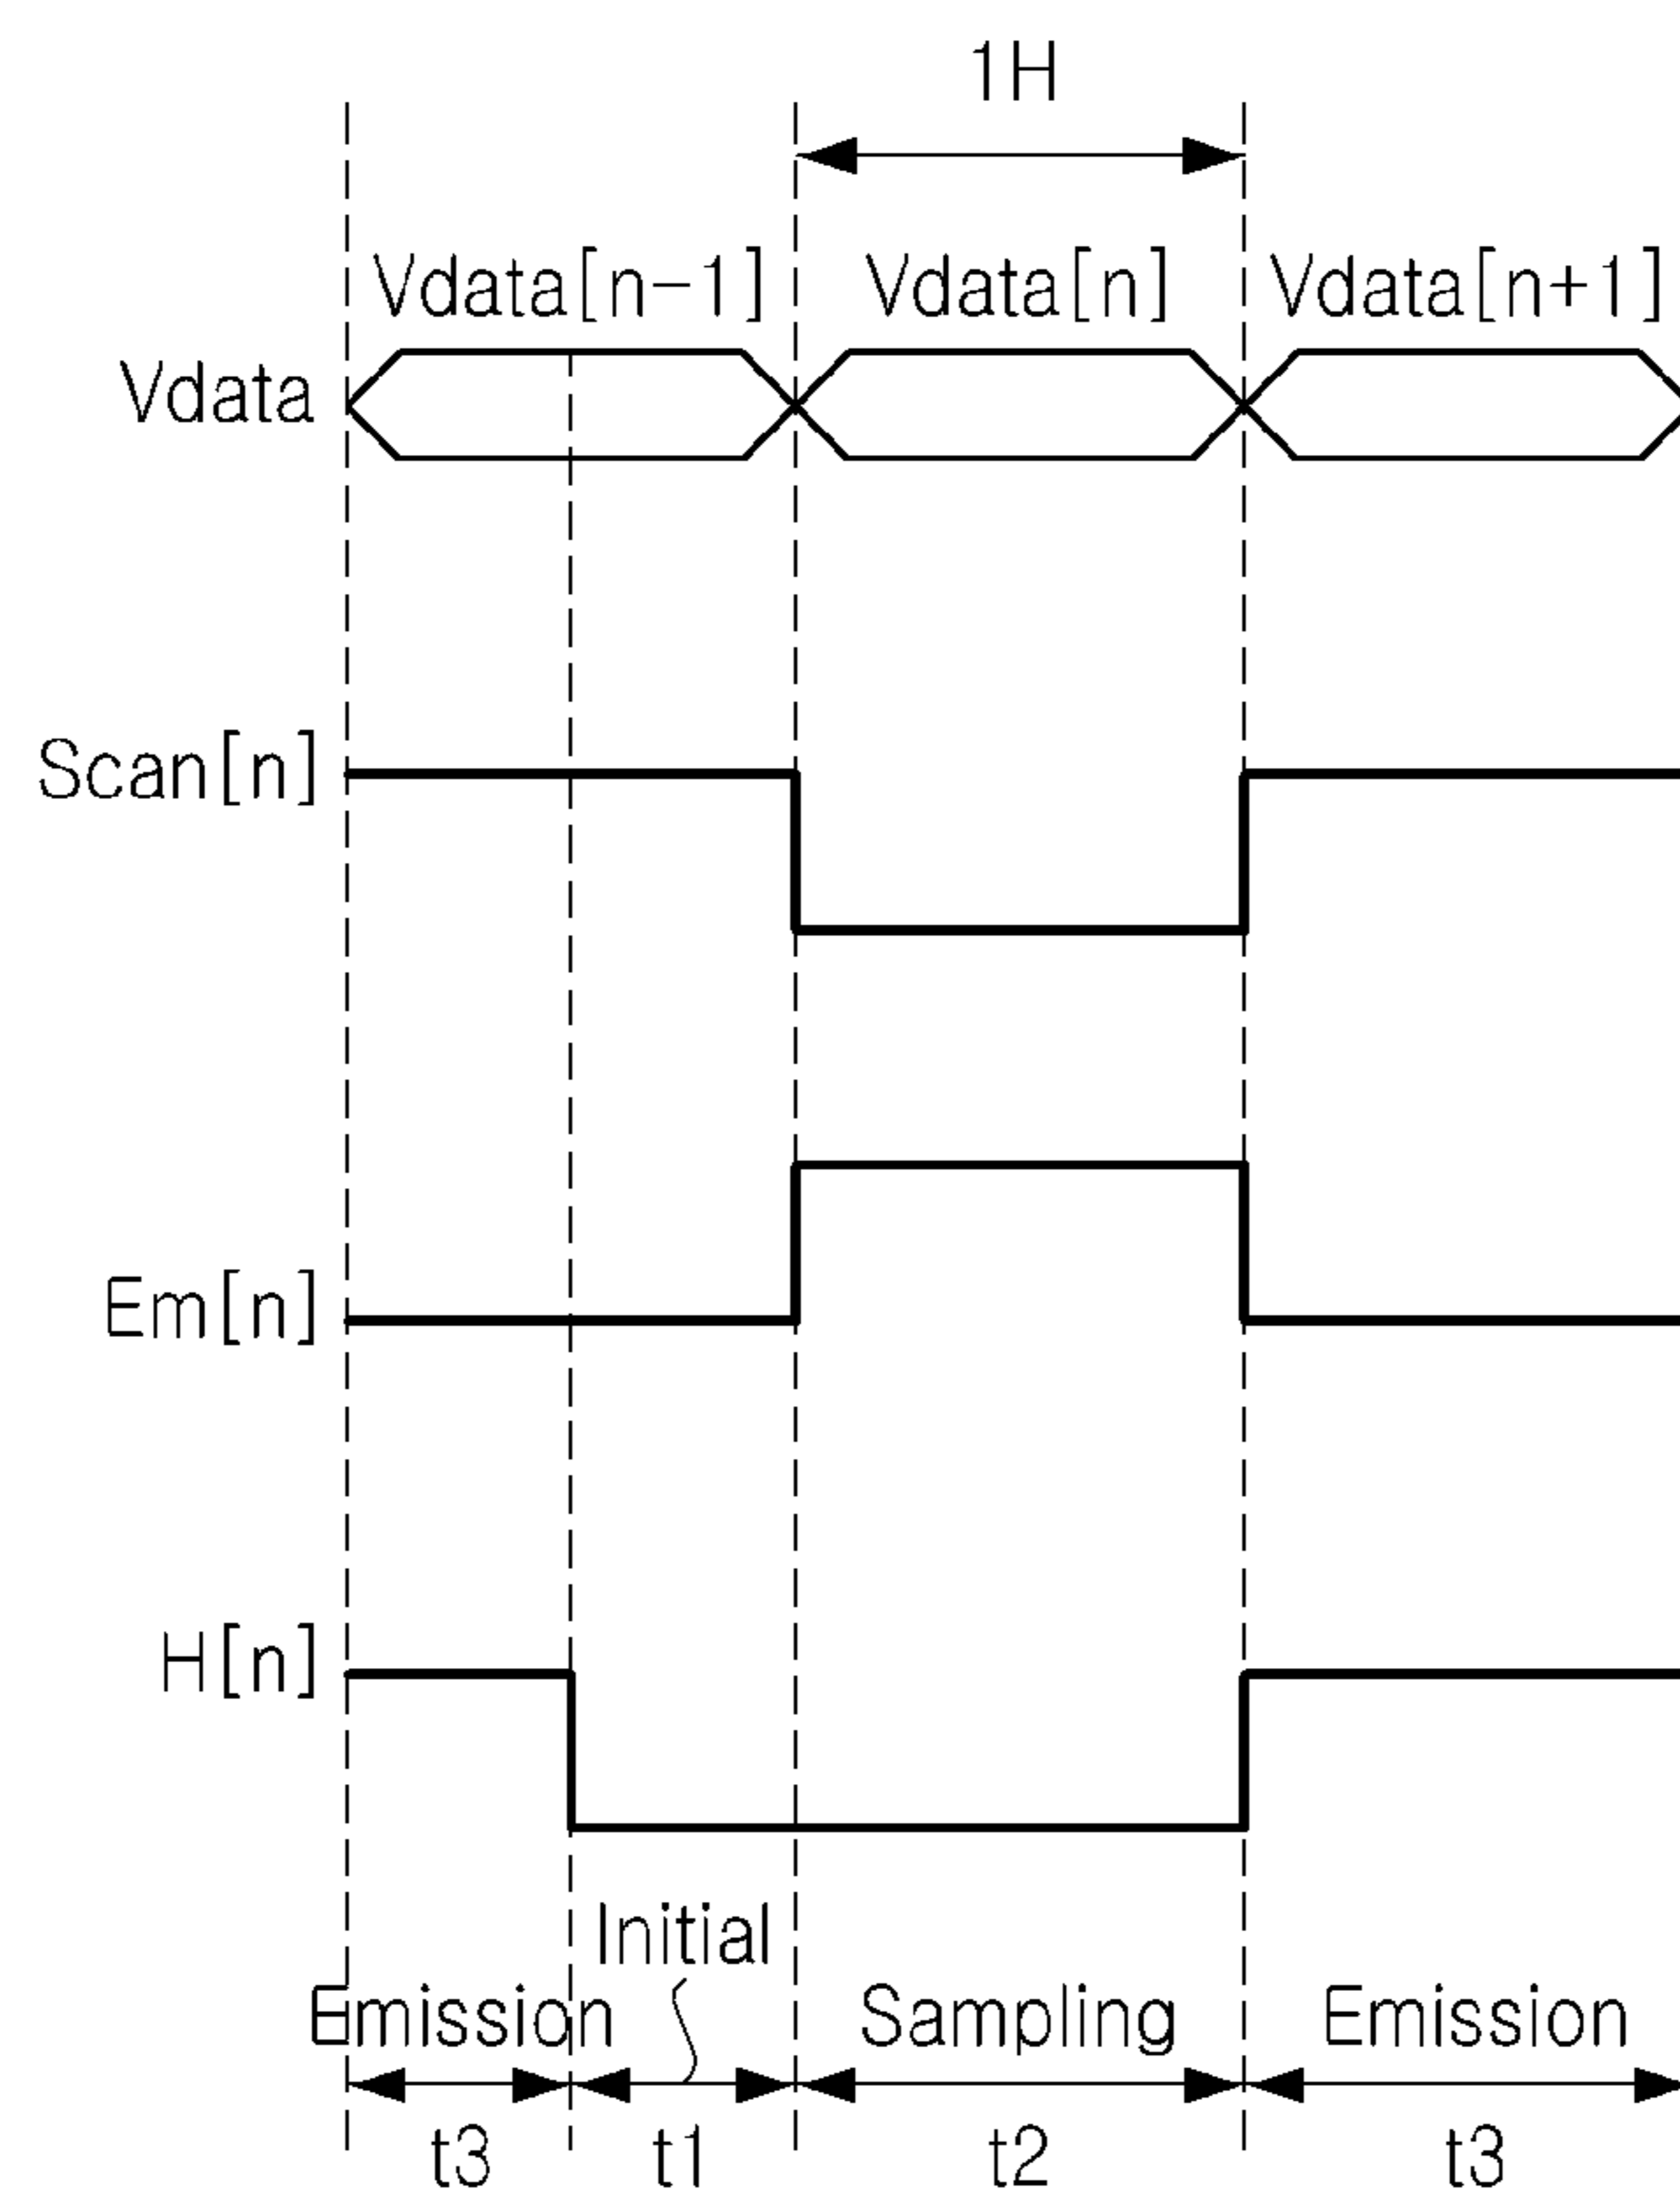 1H
Vdata[n-1] Vdata[n] Vdata[n+1]
Vdata
Scan[n]
Em[n]
H[n]
Initial
Emission Sampling Emission
t3 t1 t2 t3